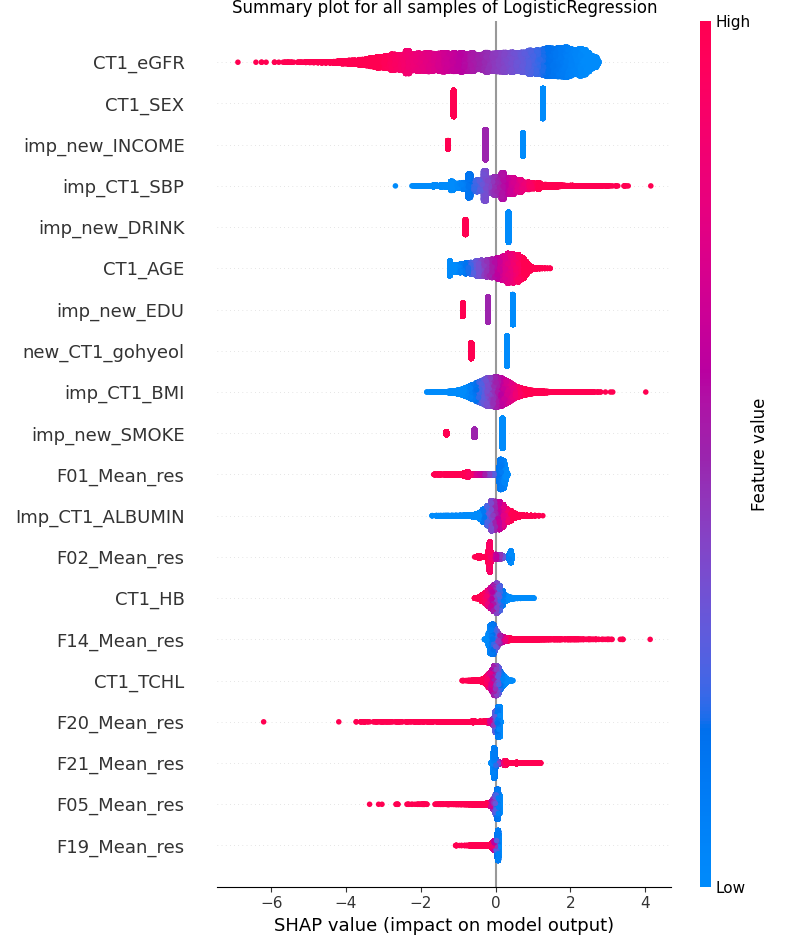 Summary plot for all samples of LogisticRegression
High
CT1_eGFR
CT1_SEX
imp_new_INCOME
imp_CT1_SBP
imp_new_DRINK
CT1_AGE
imp_new_EDU
new_CT1_gohyeol
imp_CT1_BMI
imp_new_SMOKE
F01_Mean_res
Imp_CT1_ALBUMIN
F02_Mean_res
CT1_HB
F14_Mean_res
CT1_TCHL
F20_Mean_res
F21_Mean_res
F05_Mean_res
F19_Mean_res
Feature value
Low
−6 −4 −2 0 2 4
SHAP value (impact on model output)